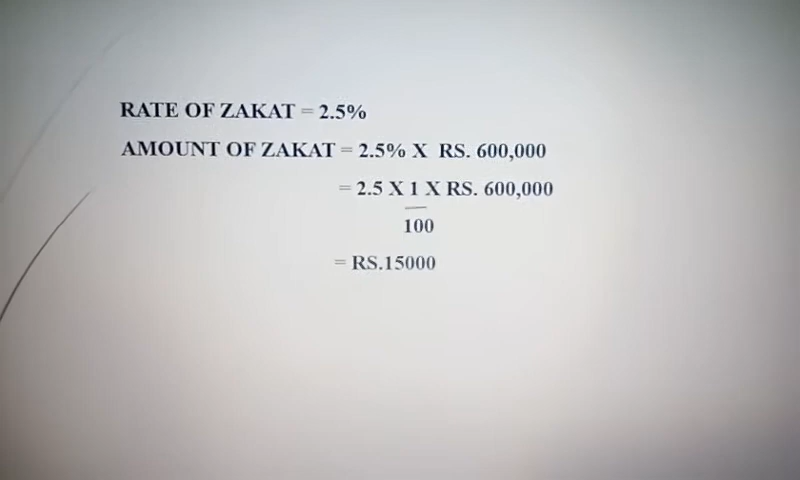 RATE OF ZAKAT = 2.5%
AMOUNT OF ZAKAT = 2.5% X RS. 600,000
= 2.5 X 1 X RS. 600,000
100
= RS.15000